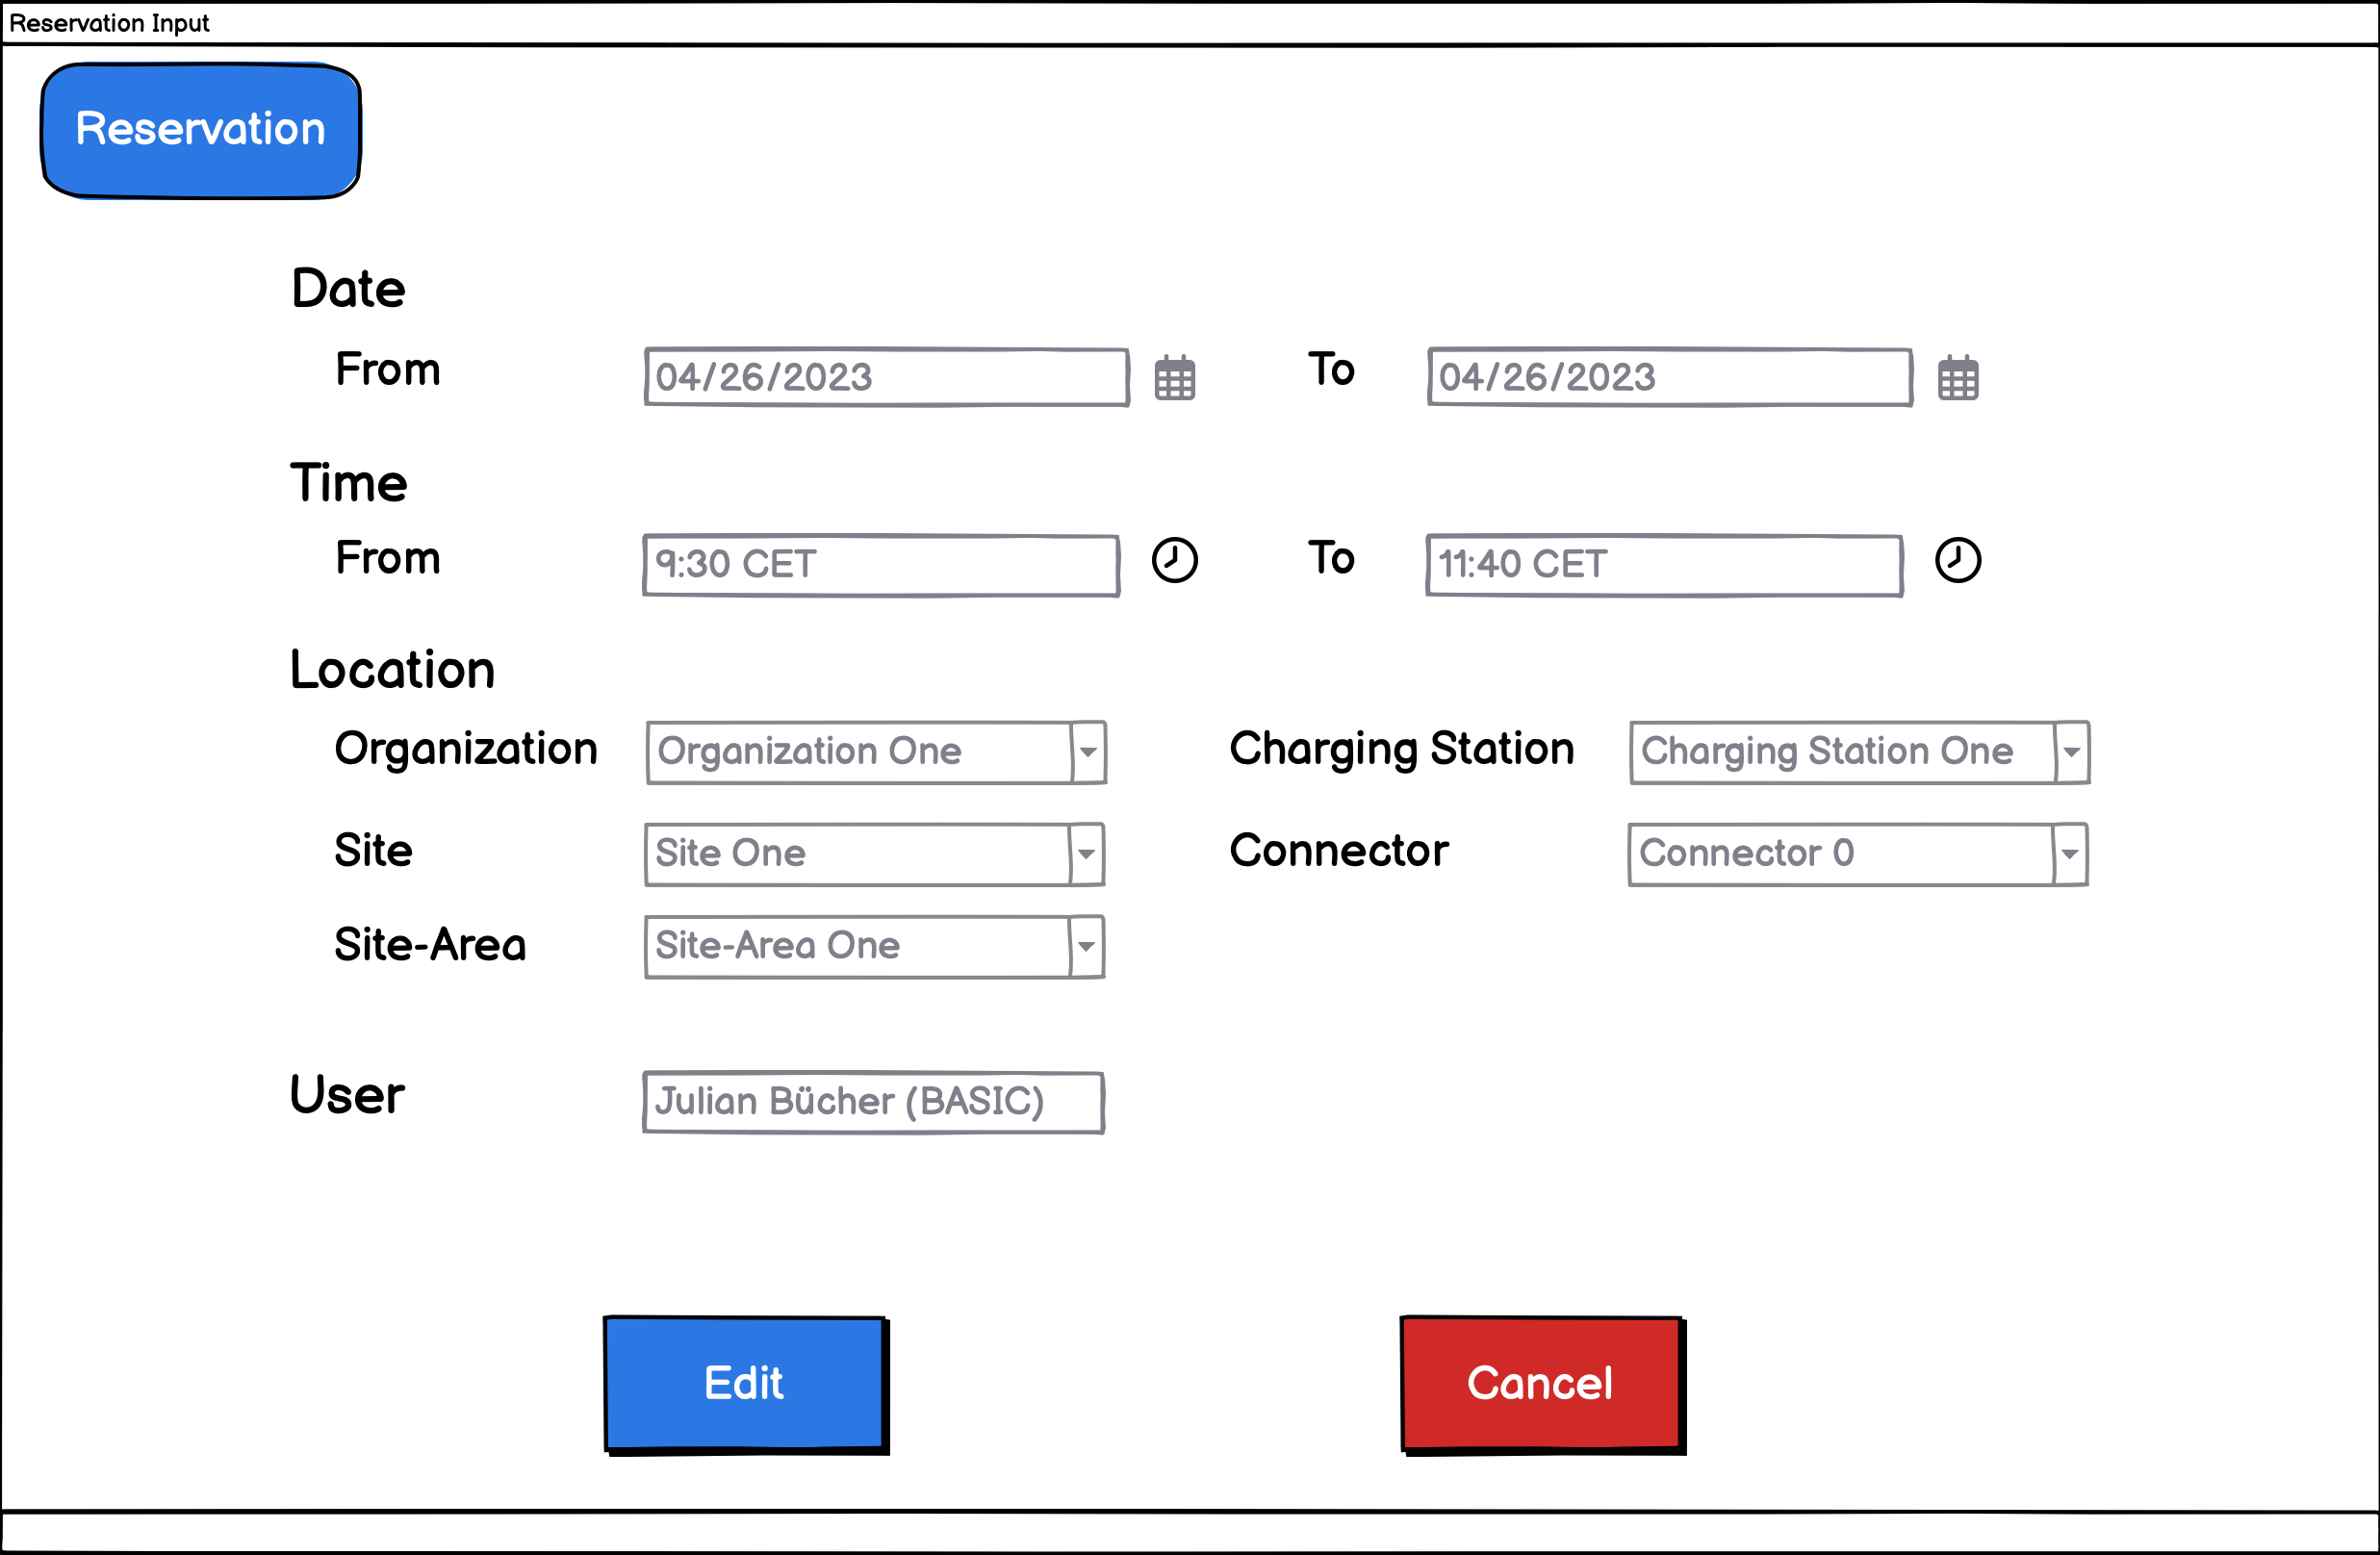 Reservation Input
Reservation
Date
From 04/26/2023 To 04/26/2023
Time
From 9:30 CET To 11:40 CET
Location
Organization Organization One Charging Station Charging Station One
Site Site One Connector Connector 0
Site-Area Site-Area One
User Julian Bücher (BASIC)
Edit Cancel